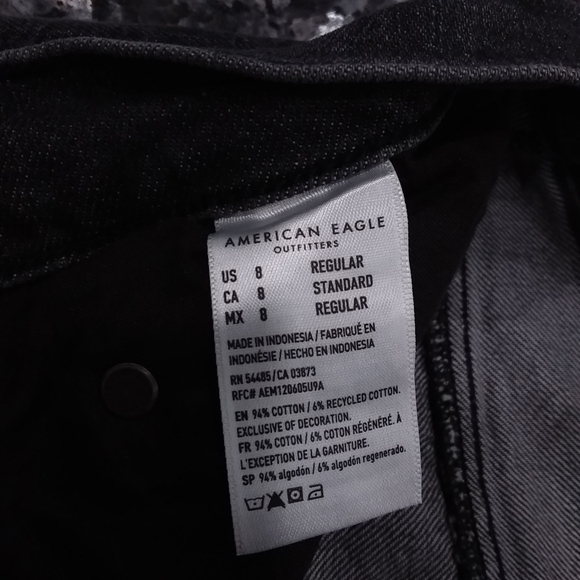 AMERICAN EAGLE
OUTFITTERS
US 8 REGULAR
CA 8 STANDARD
MX 8 REGULAR
MADE IN INDONESIA / FABRIQUÉ EN
INDONÉSIE / HECHO EN INDONESIA
RN 54485 / CA 03873
RFC# AEM120605U9A
EN 94% COTTON / 6% RECYCLED COTTON.
EXCLUSIVE OF DECORATION.
FR 94% COTON / 6% COTON RÉGÉNÉRÉ. À
L'EXCEPTION DE LA GARNITURE.
SP 94% algodón / 6% algodón regenerado.